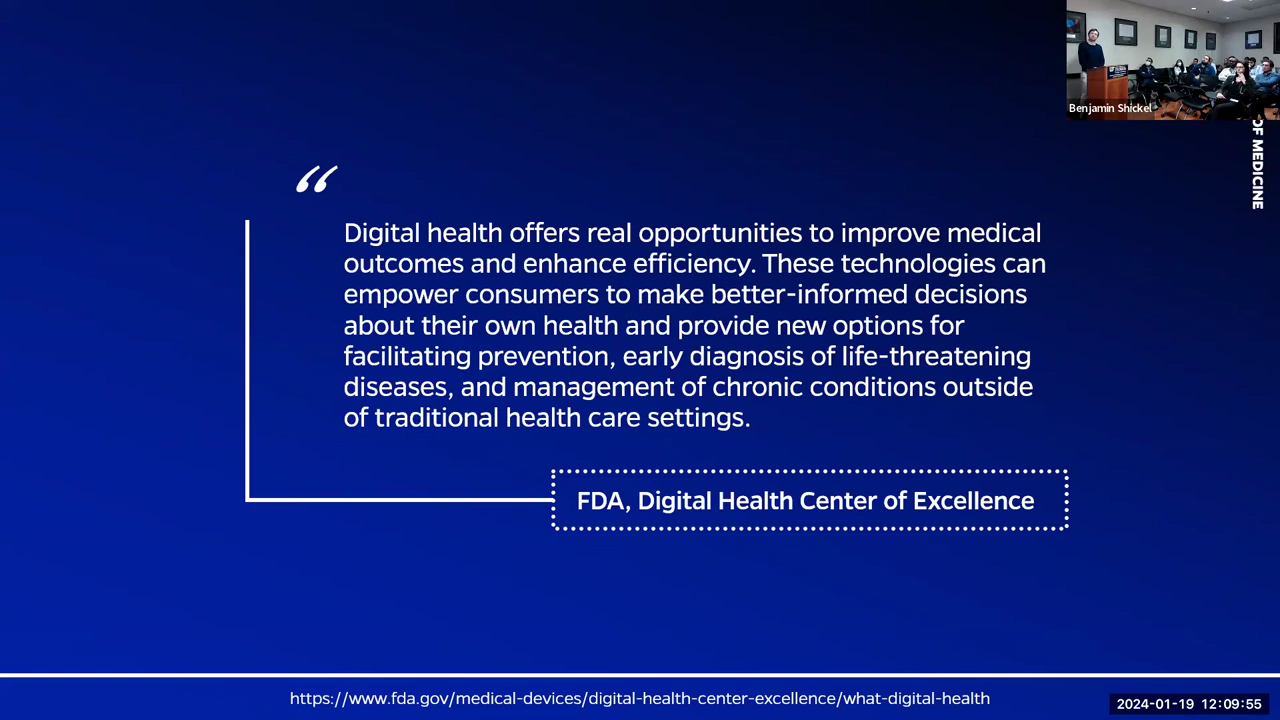 Benjamin Shickel
OF MEDICINE
“
Digital health offers real opportunities to improve medical
outcomes and enhance efficiency. These technologies can
empower consumers to make better-informed decisions
about their own health and provide new options for
facilitating prevention, early diagnosis of life-threatening
diseases, and management of chronic conditions outside
of traditional health care settings.
FDA, Digital Health Center of Excellence
https://www.fda.gov/medical-devices/digital-health-center-excellence/what-digital-health
2024-01-19 12:09:55